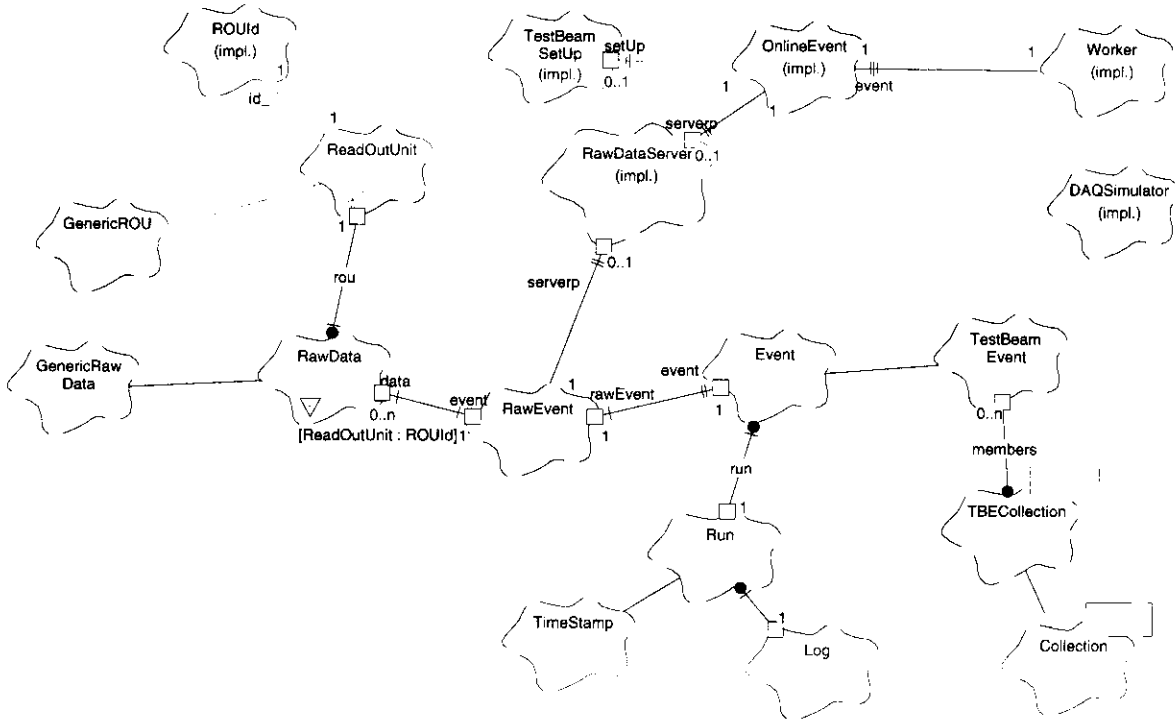 ROUId
(impl.)
1
id_
TestBeam
SetUp
(impl.)
setUp
0..1
OnlineEvent
(impl.)
1
event
1
Worker
(impl.)
1
1
serverp
0..1
RawDataServer
(impl.)
1
ReadOutUnit
1
GenericROU
DAQSimulator
(impl.)
0..1
serverp
rou
GenericRaw
Data
RawData
data
0..n
[ReadOutUnit : ROUId]
event
1
1
RawEvent
rawEvent
1
event
1
Event
TestBeam
Event
0..n
members
run
1
Run
TBECollection
TimeStamp
1
Log
Collection